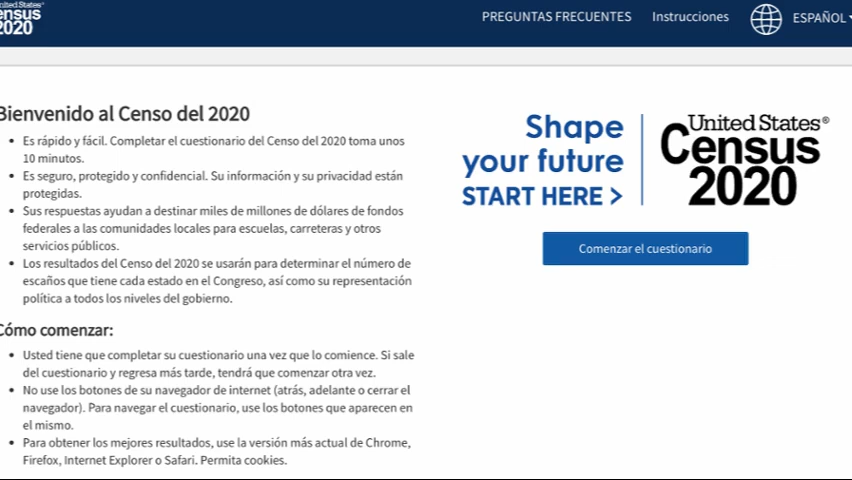 United States®
Census
2020
PREGUNTAS FRECUENTES Instrucciones ESPAÑOL
Bienvenido al Censo del 2020
• Es rápido y fácil. Completar el cuestionario del Censo del 2020 toma unos
10 minutos.
• Es seguro, protegido y confidencial. Su información y su privacidad están
protegidas.
• Sus respuestas ayudan a destinar miles de millones de dólares de fondos
federales a las comunidades locales para escuelas, carreteras y otros
servicios públicos.
• Los resultados del Censo del 2020 se usarán para determinar el número de
escaños que tiene cada estado en el Congreso, así como su representación
política a todos los niveles del gobierno.
Cómo comenzar:
• Usted tiene que completar su cuestionario una vez que lo comience. Si sale
del cuestionario y regresa más tarde, tendrá que comenzar otra vez.
• No use los botones de su navegador de internet (atrás, adelante o cerrar el
navegador). Para navegar el cuestionario, use los botones que aparecen en
el mismo.
• Para obtener los mejores resultados, use la versión más actual de Chrome,
Firefox, Internet Explorer o Safari. Permita cookies.
Shape
your future
START HERE >
United States®
Census
2020
Comenzar el cuestionario